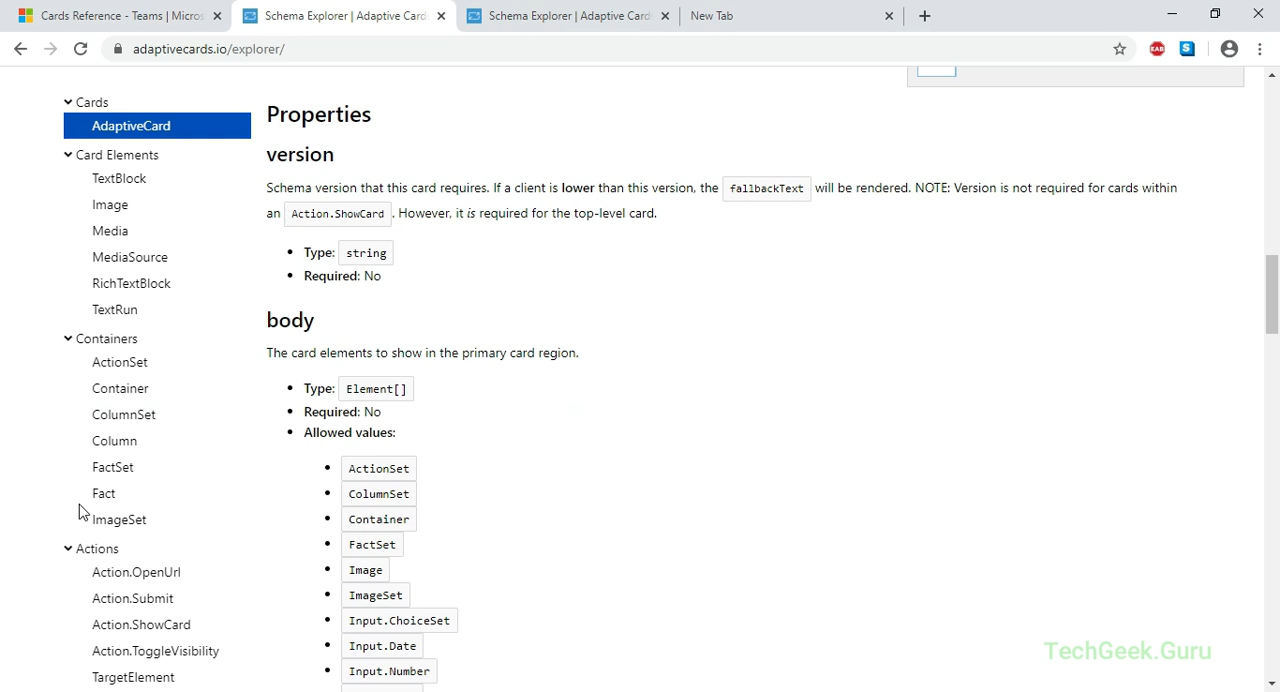 Cards Reference - Teams | Micros
Schema Explorer | Adaptive Card
Schema Explorer | Adaptive Card
New Tab
adaptivecards.io/explorer/
Cards
AdaptiveCard
Card Elements
TextBlock
Image
Media
MediaSource
RichTextBlock
TextRun
Containers
ActionSet
Container
ColumnSet
Column
FactSet
Fact
ImageSet
Actions
Action.OpenUrl
Action.Submit
Action.ShowCard
Action.ToggleVisibility
TargetElement
Properties
version
Schema version that this card requires. If a client is lower than this version, the fallbackText will be rendered. NOTE: Version is not required for cards within
an Action.ShowCard . However, it is required for the top-level card.
• Type: string
• Required: No
body
The card elements to show in the primary card region.
• Type: Element[]
• Required: No
• Allowed values:
• ActionSet
• ColumnSet
• Container
• FactSet
• Image
• ImageSet
• Input.ChoiceSet
• Input.Date
• Input.Number
TechGeek.Guru